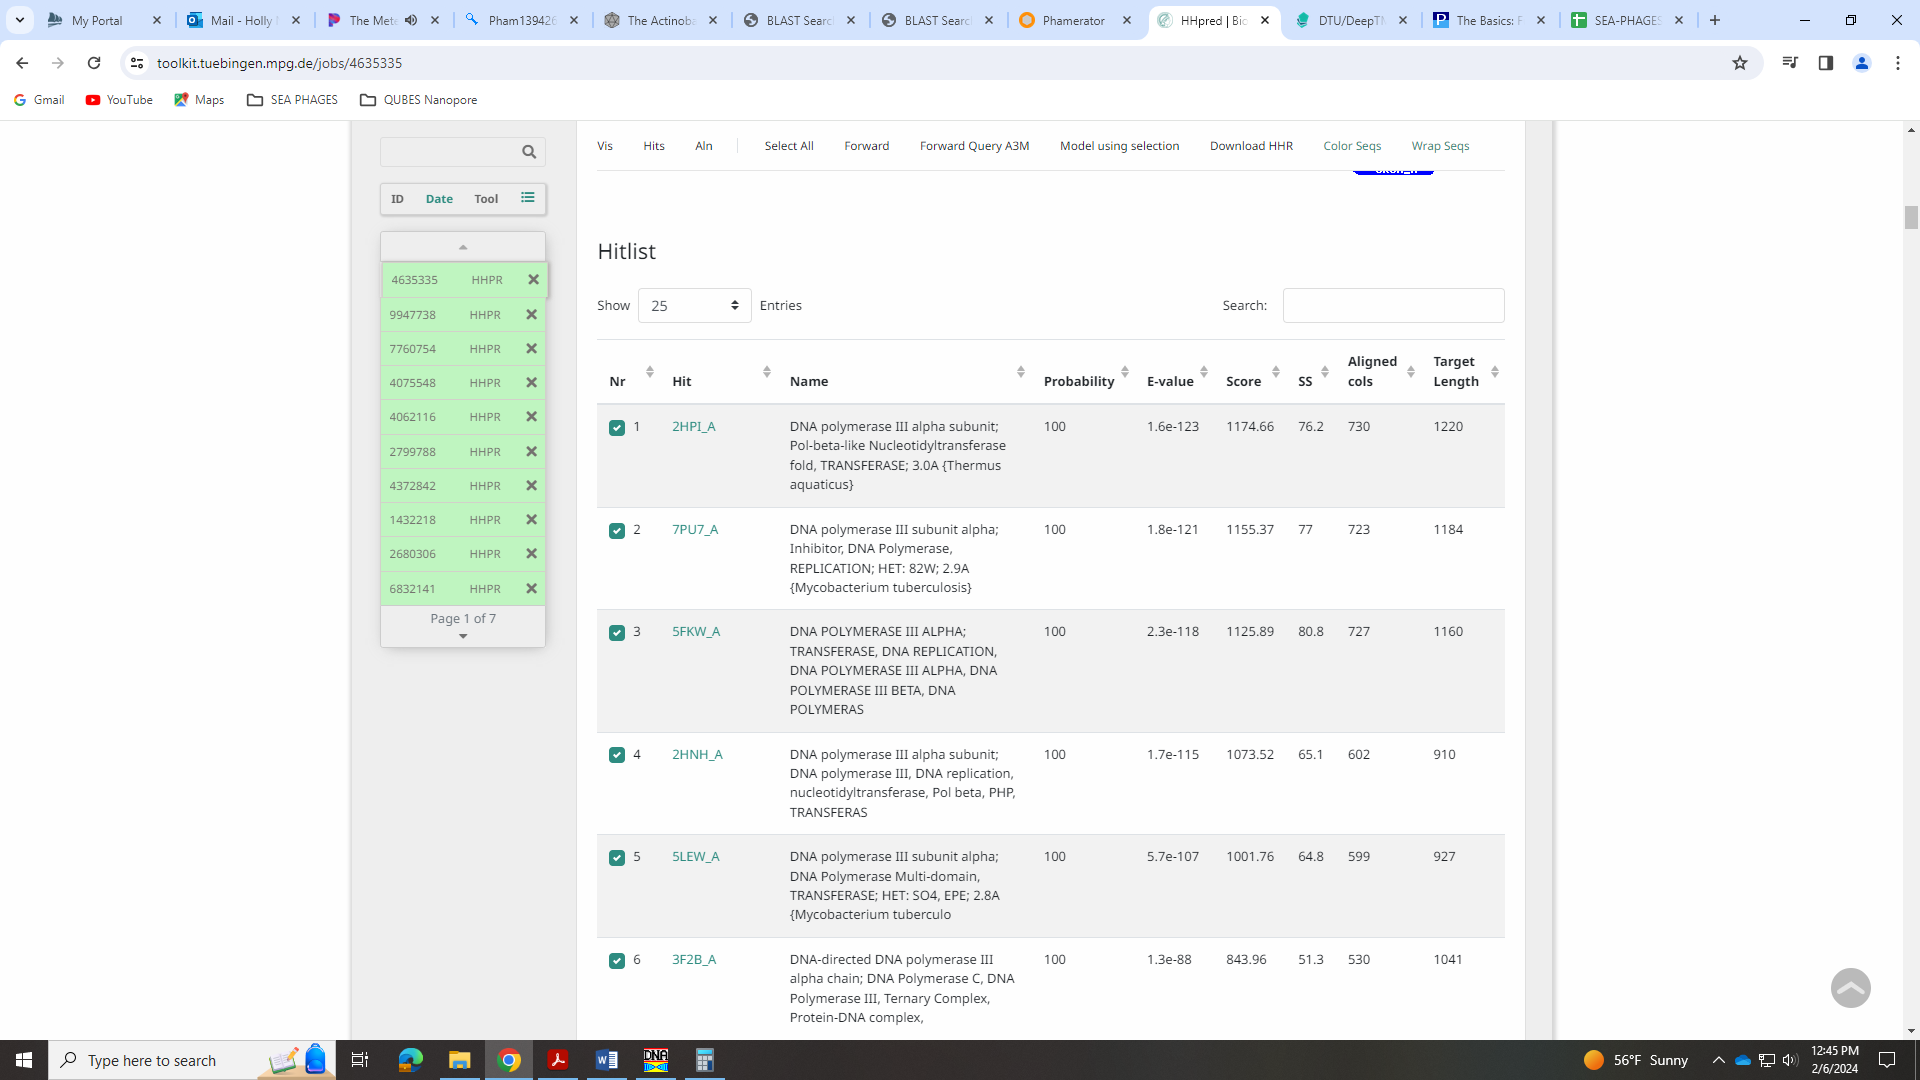 My Portal
Mail - Holly
The Mete
Pham139426
The Actinoba
BLAST Searc
BLAST Searc
Phamerator
HHpred | Bio
DTU/DeepTM
The Basics: F
SEA-PHAGES
toolkit.tuebingen.mpg.de/jobs/4635335
Gmail
YouTube
Maps
SEA PHAGES
QUBES Nanopore
Vis Hits Aln Select All Forward Forward Query A3M Model using selection Download HHR Color Seqs Wrap Seqs
ID Date Tool
4635335 HHPR
9947738 HHPR
7760754 HHPR
4075548 HHPR
4062116 HHPR
2799788 HHPR
4372842 HHPR
1432218 HHPR
2680306 HHPR
6832141 HHPR
Page 1 of 7
Hitlist
Show 25 Entries Search:
Nr Hit Name Probability E-value Score SS Aligned cols Target Length
1 2HPI_A DNA polymerase III alpha subunit; 100 1.6e-123 1174.66 76.2 730 1220
Pol-beta-like Nucleotidyltransferase
fold, TRANSFERASE; 3.0A {Thermus
aquaticus}
2 7PU7_A DNA polymerase III subunit alpha; 100 1.8e-121 1155.37 77 723 1184
Inhibitor, DNA Polymerase,
REPLICATION; HET: 82W; 2.9A
{Mycobacterium tuberculosis}
3 5FKW_A DNA POLYMERASE III ALPHA; 100 2.3e-118 1125.89 80.8 727 1160
TRANSFERASE, DNA REPLICATION,
DNA POLYMERASE III ALPHA, DNA
POLYMERASE III BETA, DNA
POLYMERAS
4 2HNH_A DNA polymerase III alpha subunit; 100 1.7e-115 1073.52 65.1 602 910
DNA polymerase III, DNA replication,
nucleotidyltransferase, Pol beta, PHP,
TRANSFERAS
5 5LEW_A DNA polymerase III subunit alpha; 100 5.7e-107 1001.76 64.8 599 927
DNA Polymerase Multi-domain,
TRANSFERASE; HET: SO4, EPE; 2.8A
{Mycobacterium tuberculo
6 3F2B_A DNA-directed DNA polymerase III 100 1.3e-88 843.96 51.3 530 1041
alpha chain; DNA Polymerase C, DNA
Polymerase III, Ternary Complex,
Protein-DNA complex,
Type here to search
DNA
56°F Sunny
12:45 PM
2/6/2024